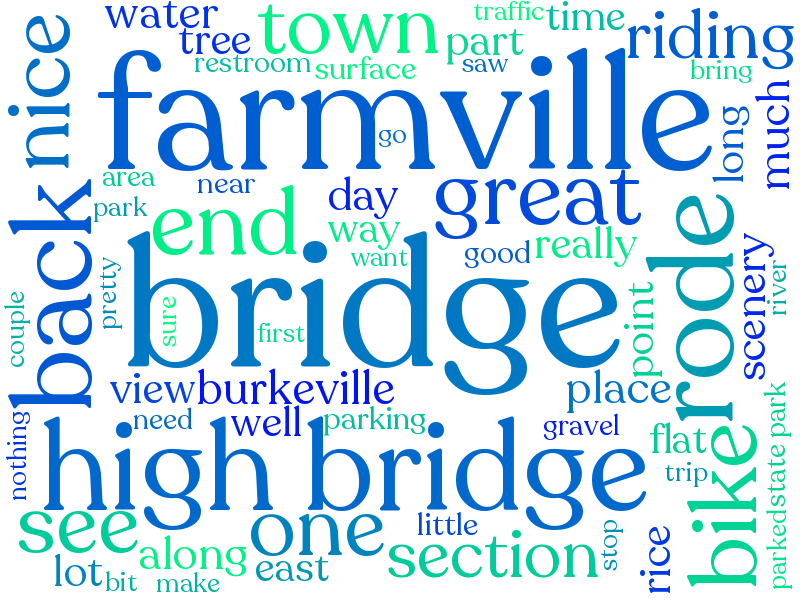 water
town
traffic
time
tree
part
riding
restroom
surface
saw
bring
nice
farmville
go
long
much
area
near
park
day
great
end
way
good
really
want
back
bridge
rode
scenery
river
pretty
couple
sure
first
point
view
burkeville
place
need
well
parking
gravel
nothing
high bridge
flat
trip
bike
state park
see
one
little
section
stop
rice
parked
along
east
lot
bit
make